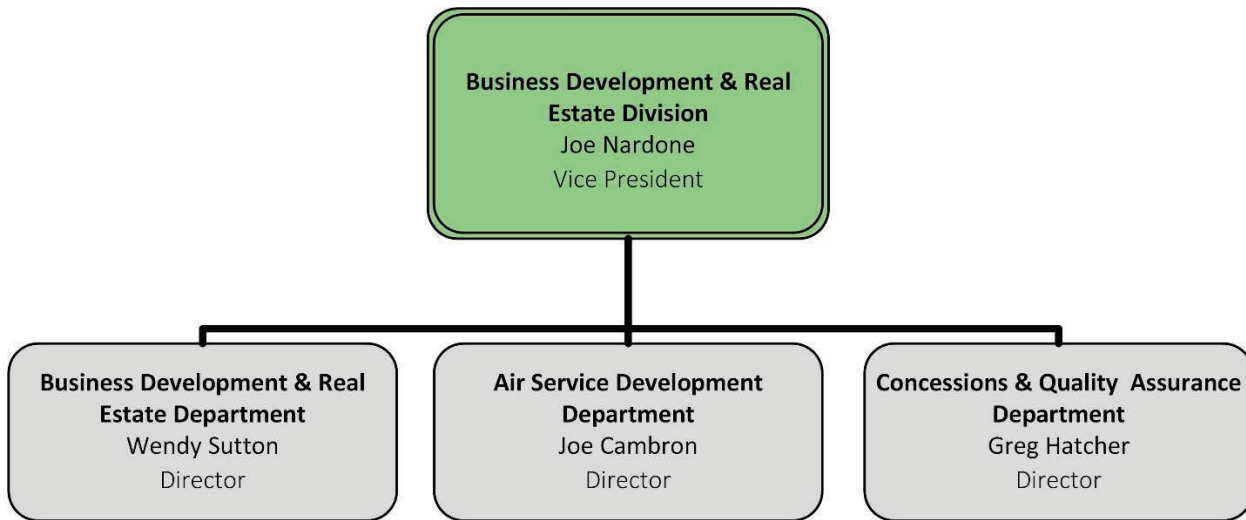 Business Development & Real
Estate Division
Joe Nardone
Vice President
Business Development & Real
Estate Department
Wendy Sutton
Director
Air Service Development
Department
Joe Cambron
Director
Concessions & Quality  Assurance
Department
Greg Hatcher
Director